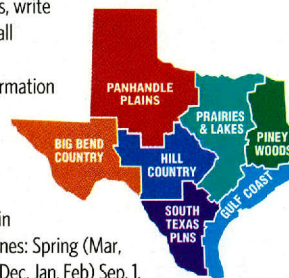 s, write
all
rmation
in
nes: Spring (Mar,
Dec, Jan, Feb) Sep. 1,
PANHANDLE
PLAINS
PRAIRIES
& LAKES
PINEY
WOODS
BIG BEND
COUNTRY
HILL
COUNTRY
GULF COAST
SOUTH
TEXAS
PLNS